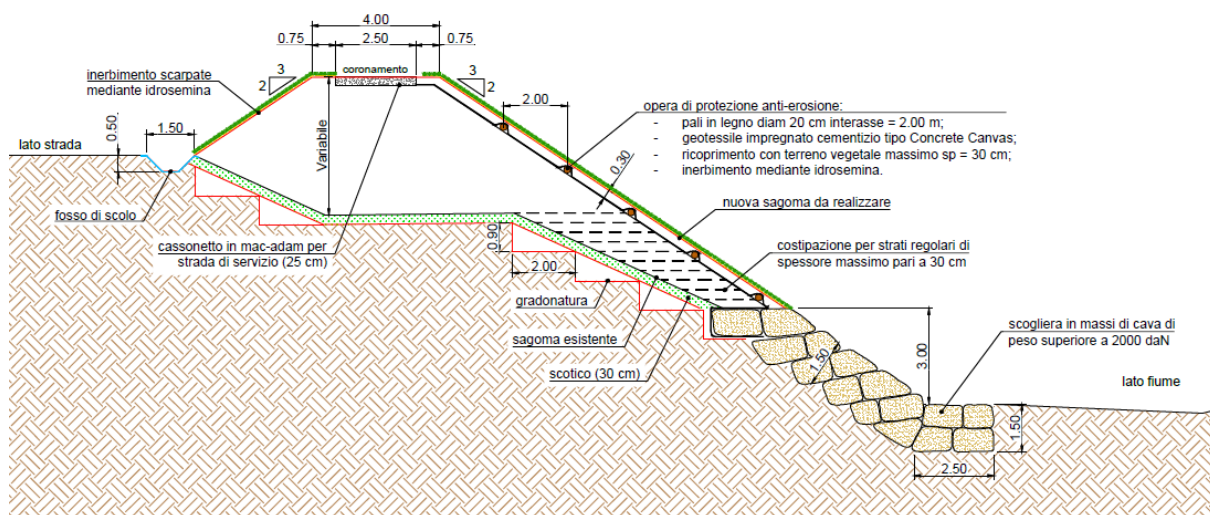 4.00
0.75
2.50
0.75
coronamento
3
2
3
2
inerbimento scarpate
mediante idrosemina
2.00
opera di protezione anti-erosione:
- pali in legno diam 20 cm interasse = 2.00 m;
- geotessile impregnato cementizio tipo Concrete Canvas;
- ricoprimento con terreno vegetale massimo sp = 30 cm;
- inerbimento mediante idrosemina.
0.50
1.50
lato strada
Variabile
0.30
fosso di scolo
nuova sagoma da realizzare
cassonetto in mac-adam per
strada di servizio (25 cm)
0.90
2.00
costipazione per strati regolari di
spessore massimo pari a 30 cm
gradonatura
sagoma esistente
scotico (30 cm)
1.50
3.00
scogliera in massi di cava di
peso superiore a 2000 daN
lato fiume
1.50
2.50